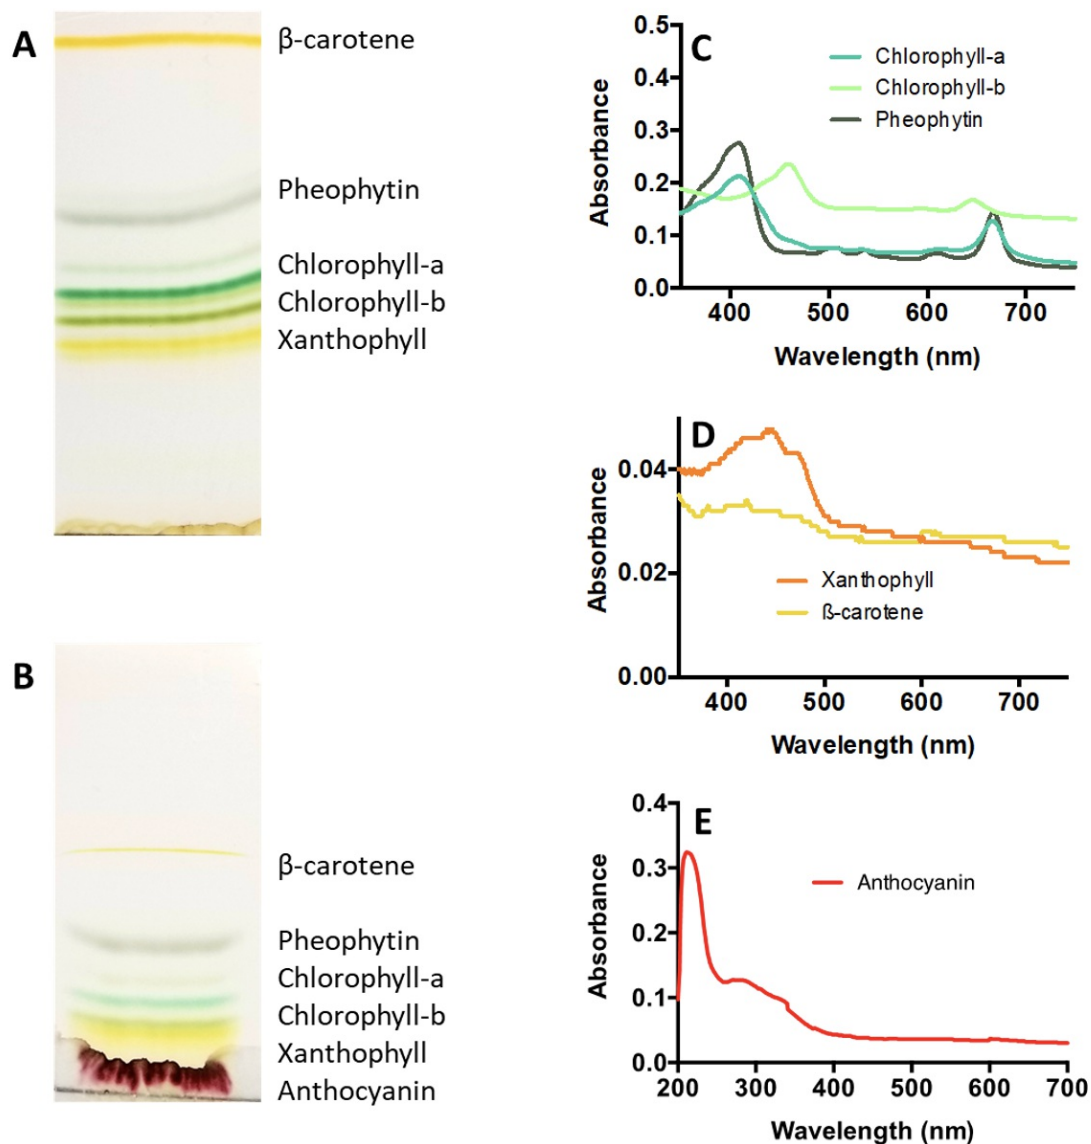 A
β-carotene
Pheophytin
Chlorophyll-a
Chlorophyll-b
Xanthophyll
B
β-carotene
Pheophytin
Chlorophyll-a
Chlorophyll-b
Xanthophyll
Anthocyanin
C
0.5
0.4
0.3
0.2
0.1
0.0
Absorbance
Chlorophyll-a
Chlorophyll-b
Pheophytin
400 500 600 700
Wavelength (nm)
D
0.04
0.02
0.00
Absorbance
Xanthophyll
ß-carotene
400 500 600 700
Wavelength (nm)
E
0.4
0.3
0.2
0.1
0.0
Absorbance
Anthocyanin
200 300 400 500 600 700
Wavelength (nm)